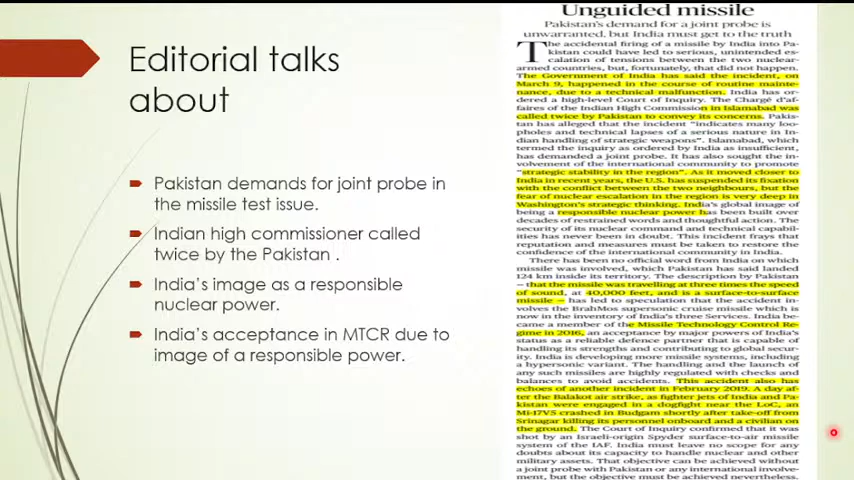 Editorial talks
about
Pakistan demands for joint probe in
the missile test issue.
Indian high commissioner called
twice by the Pakistan .
India's image as a responsible
nuclear power.
India's acceptance in MTCR due to
image of a responsible power.
Unguided missile
Pakistan's demand for a joint probe is
unwarranted, but India must get to the truth
The accidental firing of a missile by India into Pa-
kistan could have led to serious, unintended es-
calation of tensions between the two nuclear-
armed countries, but, fortunately, that did not happen.
The Government of India has said the incident, on
March 9, happened in the course of routine mainte-
nance, due to a technical malfunction. India has or-
dered a high-level Court of Inquiry. The Chargé d'af-
faires of the Indian High Commission in Islamabad was
called twice by Pakistan to convey its concerns. Pakis-
tan has alleged that the incident "indicates many loo-
pholes and technical lapses of a serious nature in In-
dian handling of strategic weapons". Islamabad, which
termed the inquiry as ordered by India as insufficient,
has demanded a joint probe. It has also sought the in-
volvement of the international community to promote
"strategic stability in the region". As it moved closer to
India in recent years, the U.S. has suspended its fixation
with the conflict between the two neighbours, but the
fear of nuclear escalation in the region is very deep in
Washington's strategic thinking. India's global image of
being a responsible nuclear power has been built over
decades of restrained words and thoughtful action. The
security of its nuclear command and technical capabil-
ities has never been in doubt. This incident frays that
reputation and measures must be taken to restore the
confidence of the international community in India.
There has been no official word from India on which
missile was involved, which Pakistan has said landed
124 km inside its territory. The description by Pakistan
— that the missile was travelling at three times the speed
of sound, at 40,000 feet, and is a surface-to-surface
missile — has led to speculation that the accident in-
volves the BrahMos supersonic cruise missile which is
now in the inventory of India's three Services. India be-
came a member of the Missile Technology Control Re-
gime in 2016, an acceptance by major powers of India's
status as a reliable defence partner that is capable of
handling its strengths and contributing to global secur-
ity. India is developing more missile systems, including
a hypersonic variant. The handling and the launch of
any such missiles are highly regulated with checks and
balances to avoid accidents. This accident also has
echoes of another incident in February 2019. A day af-
ter the Balakot air strike, as fighter jets of India and Pa-
kistan were engaged in a dogfight near the LoC, an
Mi-17V5 crashed in Budgam shortly after take-off from
Srinagar killing its personnel onboard and a civilian on
the ground. The Court of Inquiry confirmed that it was
shot by an Israeli-origin Spyder surface-to-air missile
system of the IAF. India must leave no scope for any
doubts about its capacity to handle nuclear and other
military assets. That objective can be achieved without
a joint probe with Pakistan or any international involve-
ment, but the objective must be achieved nevertheless.